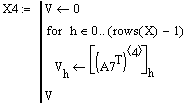 X4 := V ← 0
for h ∈ 0.. (rows(X) − 1)
V_h ← [(A7^T)^⟨4⟩]_h
V